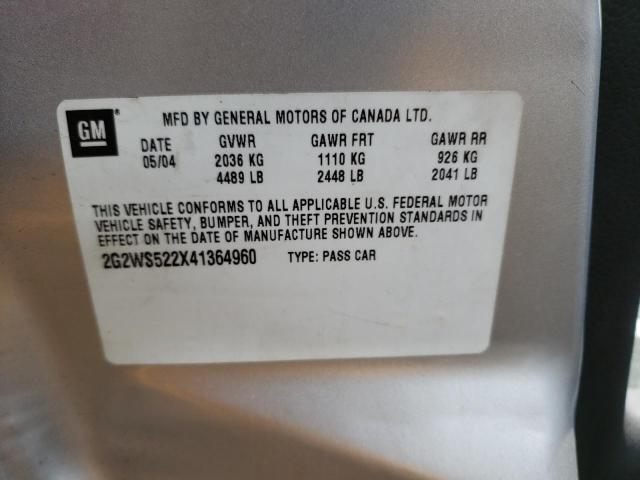 GM®
MFD BY GENERAL MOTORS OF CANADA LTD.
DATE GVWR GAWR FRT GAWR RR
05/04 2036 KG 1110 KG 926 KG
4489 LB 2448 LB 2041 LB
THIS VEHICLE CONFORMS TO ALL APPLICABLE U.S. FEDERAL MOTOR
VEHICLE SAFETY, BUMPER, AND THEFT PREVENTION STANDARDS IN
EFFECT ON THE DATE OF MANUFACTURE SHOWN ABOVE.
2G2WS522X41364960 TYPE: PASS CAR